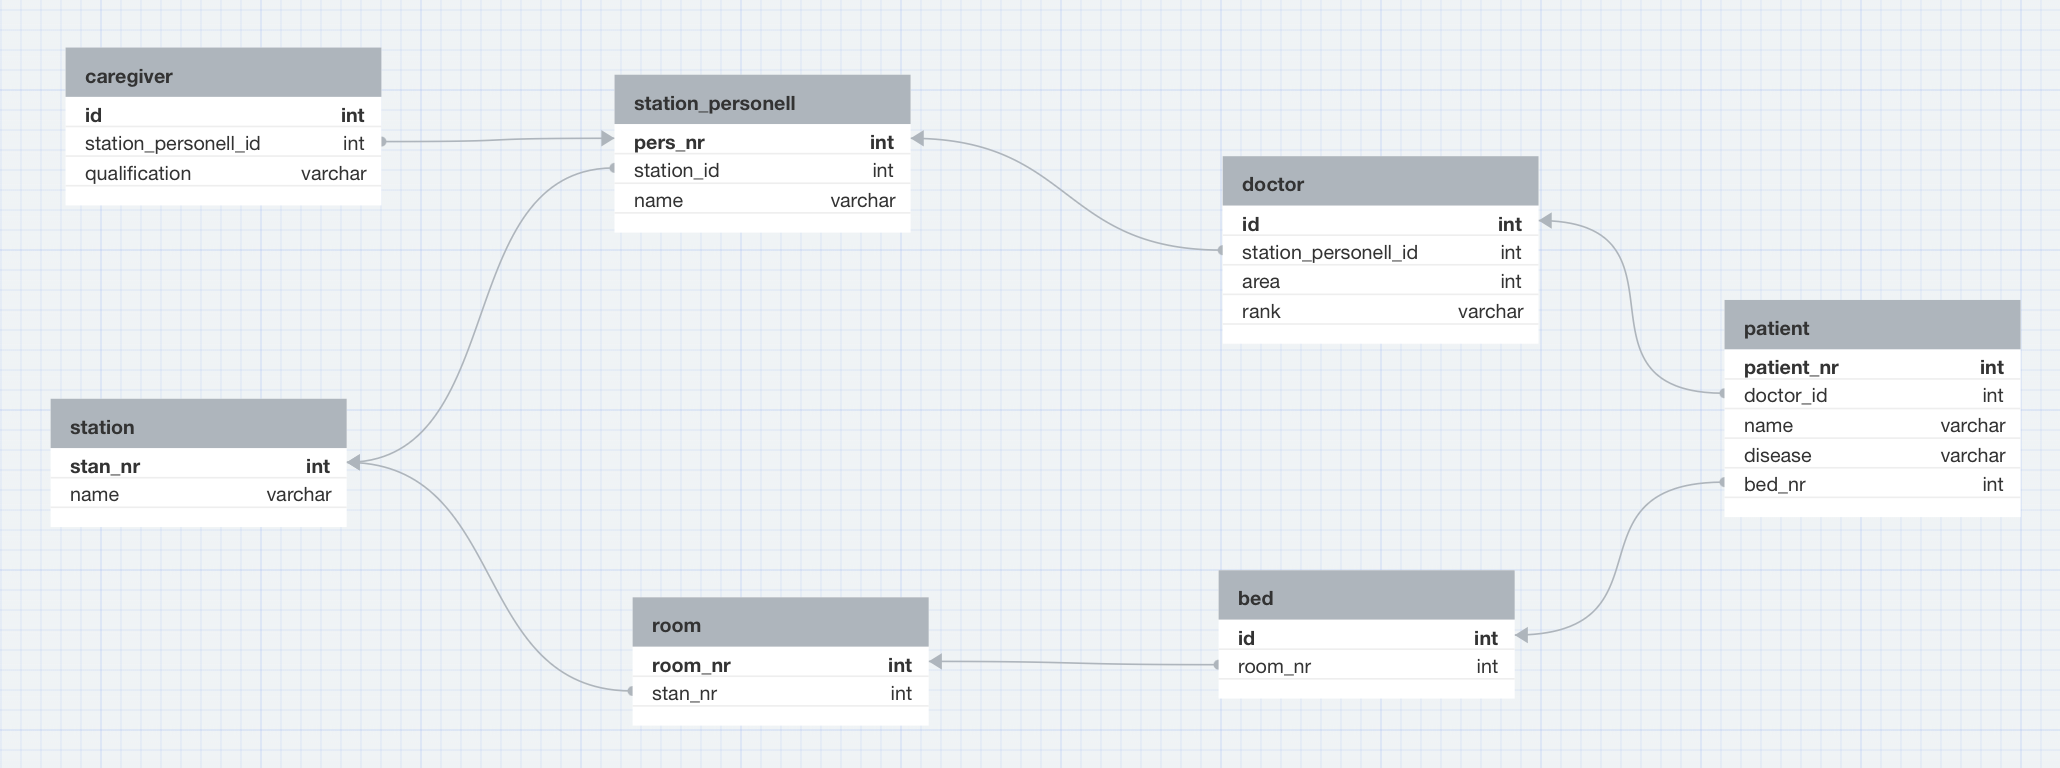 caregiver
id int
station_personell_id int
qualification varchar
station_personell
pers_nr int
station_id int
name varchar
doctor
id int
station_personell_id int
area int
rank varchar
patient
patient_nr int
doctor_id int
name varchar
disease varchar
bed_nr int
station
stan_nr int
name varchar
room
room_nr int
stan_nr int
bed
id int
room_nr int